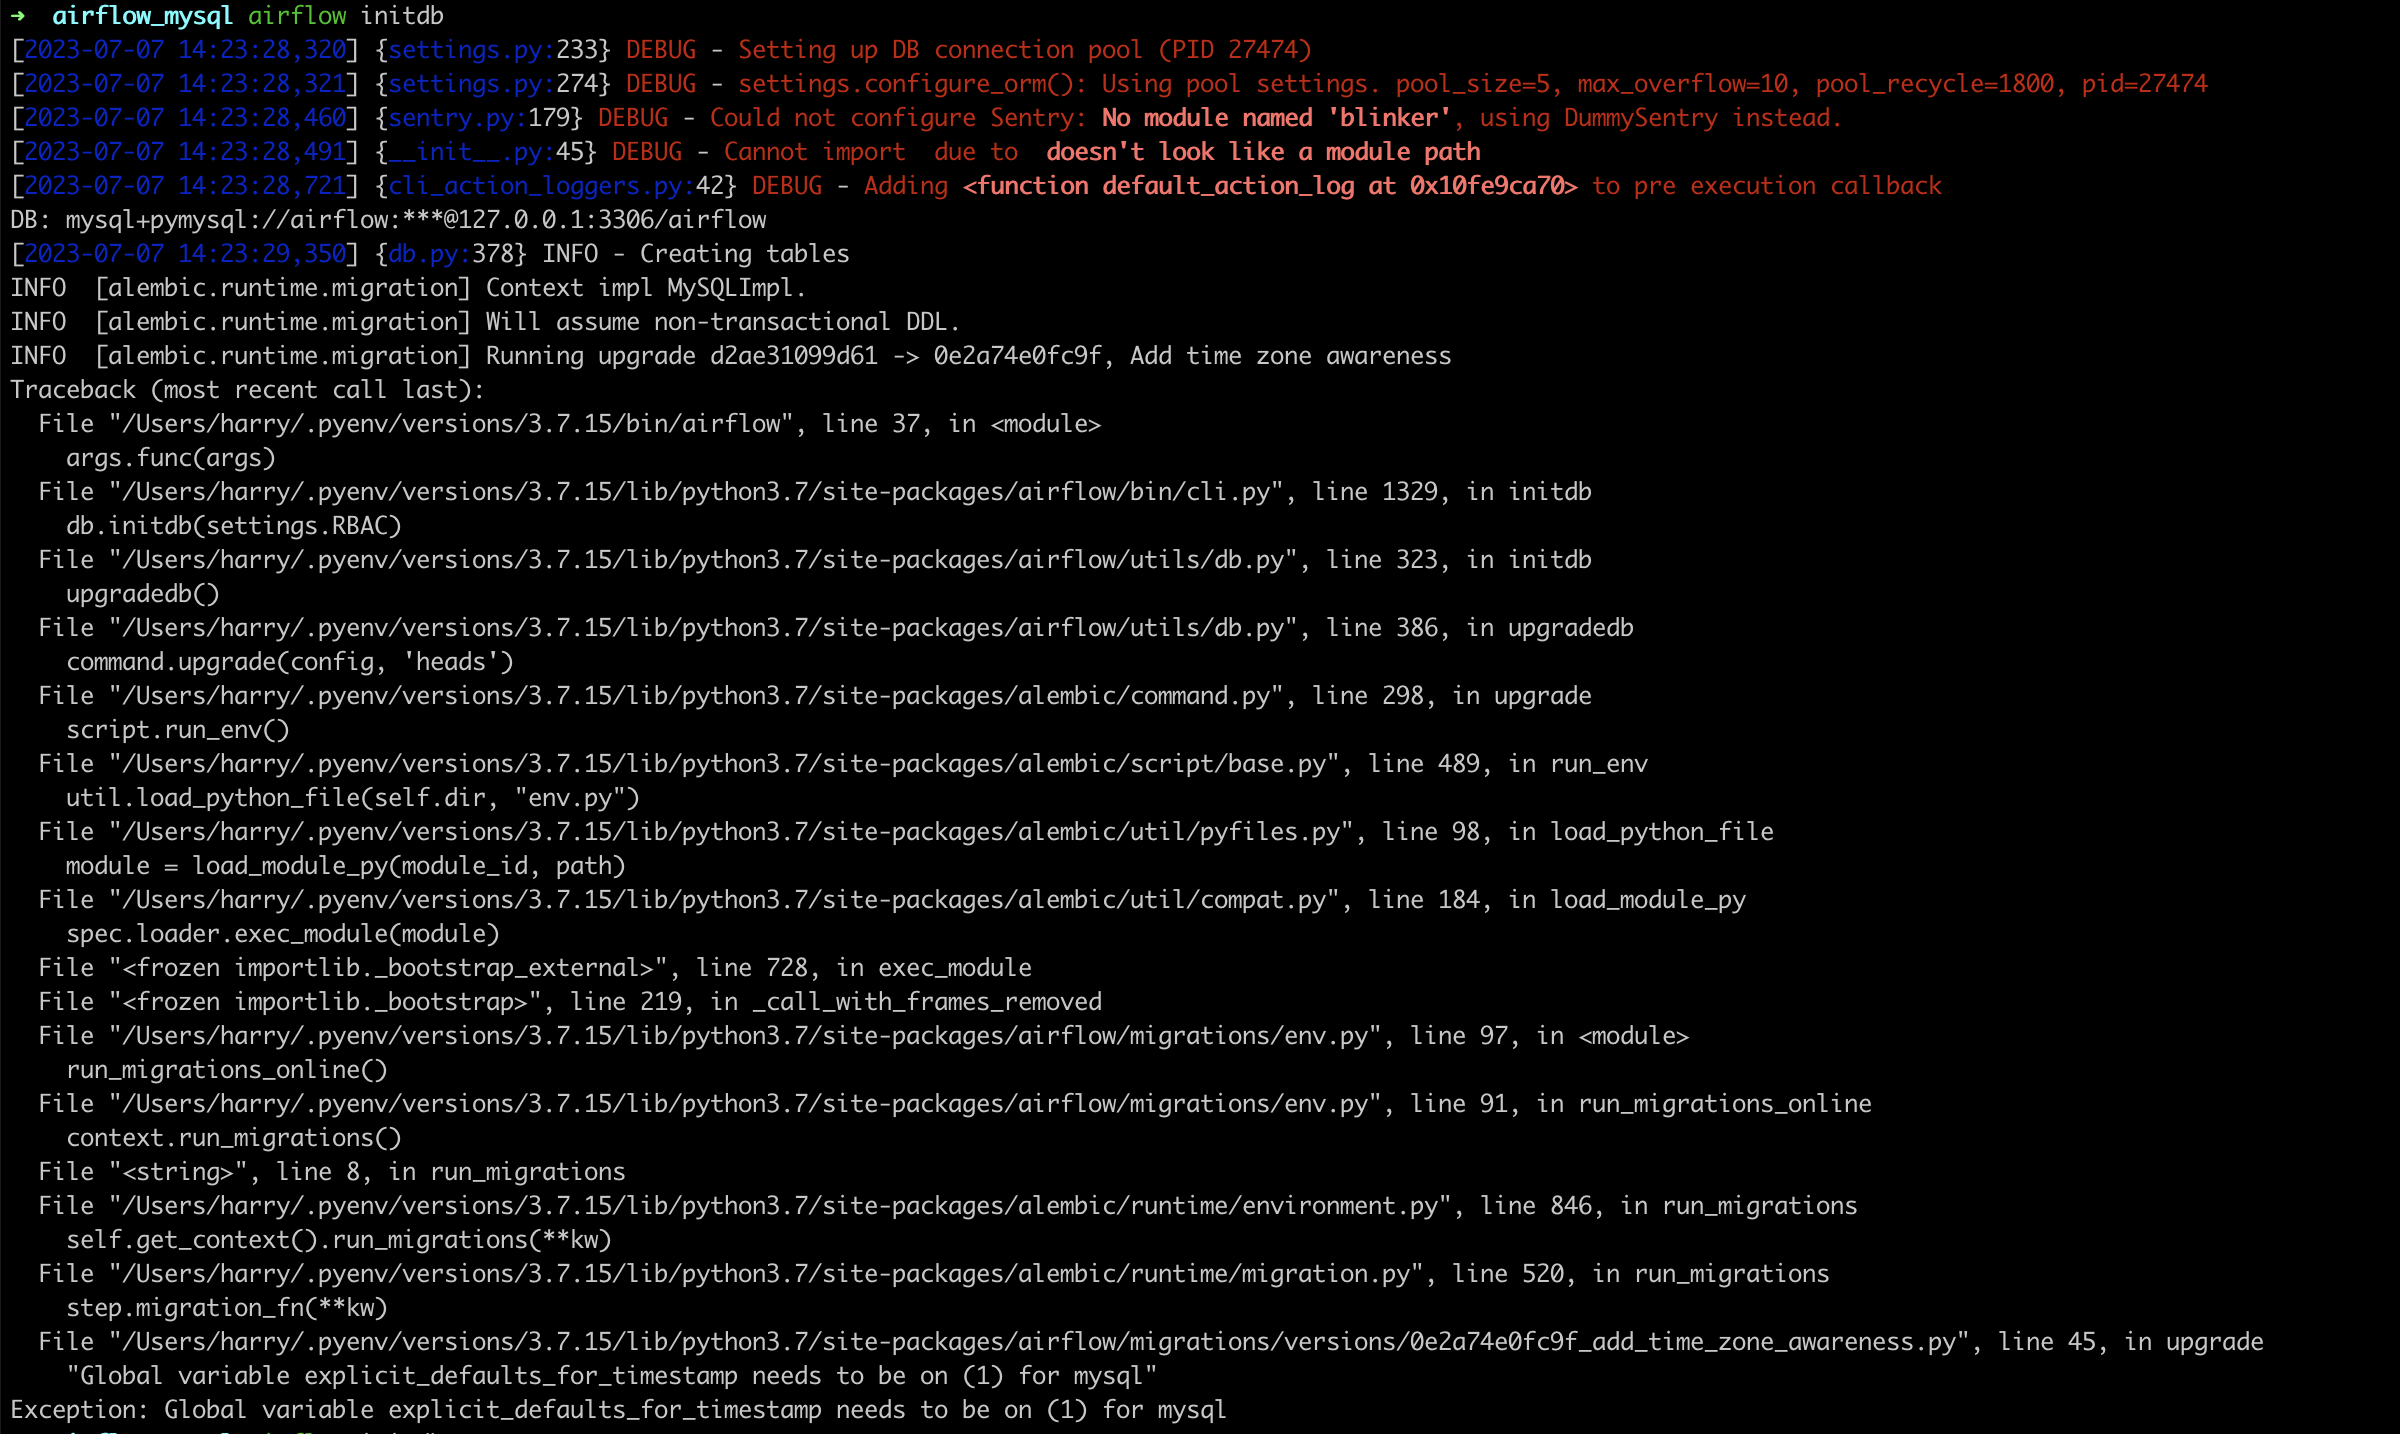 ➜  airflow_mysql airflow initdb
[2023-07-07 14:23:28,320] {settings.py:233} DEBUG - Setting up DB connection pool (PID 27474)
[2023-07-07 14:23:28,321] {settings.py:274} DEBUG - settings.configure_orm(): Using pool settings. pool_size=5, max_overflow=10, pool_recycle=1800, pid=27474
[2023-07-07 14:23:28,460] {sentry.py:179} DEBUG - Could not configure Sentry: No module named 'blinker', using DummySentry instead.
[2023-07-07 14:23:28,491] {__init__.py:45} DEBUG - Cannot import  due to  doesn't look like a module path
[2023-07-07 14:23:28,721] {cli_action_loggers.py:42} DEBUG - Adding <function default_action_log at 0x10fe9ca70> to pre execution callback
DB: mysql+pymysql://airflow:***@127.0.0.1:3306/airflow
[2023-07-07 14:23:29,350] {db.py:378} INFO - Creating tables
INFO  [alembic.runtime.migration] Context impl MySQLImpl.
INFO  [alembic.runtime.migration] Will assume non-transactional DDL.
INFO  [alembic.runtime.migration] Running upgrade d2ae31099d61 -> 0e2a74e0fc9f, Add time zone awareness
Traceback (most recent call last):
  File "/Users/harry/.pyenv/versions/3.7.15/bin/airflow", line 37, in <module>
    args.func(args)
  File "/Users/harry/.pyenv/versions/3.7.15/lib/python3.7/site-packages/airflow/bin/cli.py", line 1329, in initdb
    db.initdb(settings.RBAC)
  File "/Users/harry/.pyenv/versions/3.7.15/lib/python3.7/site-packages/airflow/utils/db.py", line 323, in initdb
    upgradedb()
  File "/Users/harry/.pyenv/versions/3.7.15/lib/python3.7/site-packages/airflow/utils/db.py", line 386, in upgradedb
    command.upgrade(config, 'heads')
  File "/Users/harry/.pyenv/versions/3.7.15/lib/python3.7/site-packages/alembic/command.py", line 298, in upgrade
    script.run_env()
  File "/Users/harry/.pyenv/versions/3.7.15/lib/python3.7/site-packages/alembic/script/base.py", line 489, in run_env
    util.load_python_file(self.dir, "env.py")
  File "/Users/harry/.pyenv/versions/3.7.15/lib/python3.7/site-packages/alembic/util/pyfiles.py", line 98, in load_python_file
    module = load_module_py(module_id, path)
  File "/Users/harry/.pyenv/versions/3.7.15/lib/python3.7/site-packages/alembic/util/compat.py", line 184, in load_module_py
    spec.loader.exec_module(module)
  File "<frozen importlib._bootstrap_external>", line 728, in exec_module
  File "<frozen importlib._bootstrap>", line 219, in _call_with_frames_removed
  File "/Users/harry/.pyenv/versions/3.7.15/lib/python3.7/site-packages/airflow/migrations/env.py", line 97, in <module>
    run_migrations_online()
  File "/Users/harry/.pyenv/versions/3.7.15/lib/python3.7/site-packages/airflow/migrations/env.py", line 91, in run_migrations_online
    context.run_migrations()
  File "<string>", line 8, in run_migrations
  File "/Users/harry/.pyenv/versions/3.7.15/lib/python3.7/site-packages/alembic/runtime/environment.py", line 846, in run_migrations
    self.get_context().run_migrations(**kw)
  File "/Users/harry/.pyenv/versions/3.7.15/lib/python3.7/site-packages/alembic/runtime/migration.py", line 520, in run_migrations
    step.migration_fn(**kw)
  File "/Users/harry/.pyenv/versions/3.7.15/lib/python3.7/site-packages/airflow/migrations/versions/0e2a74e0fc9f_add_time_zone_awareness.py", line 45, in upgrade
    "Global variable explicit_defaults_for_timestamp needs to be on (1) for mysql"
Exception: Global variable explicit_defaults_for_timestamp needs to be on (1) for mysql